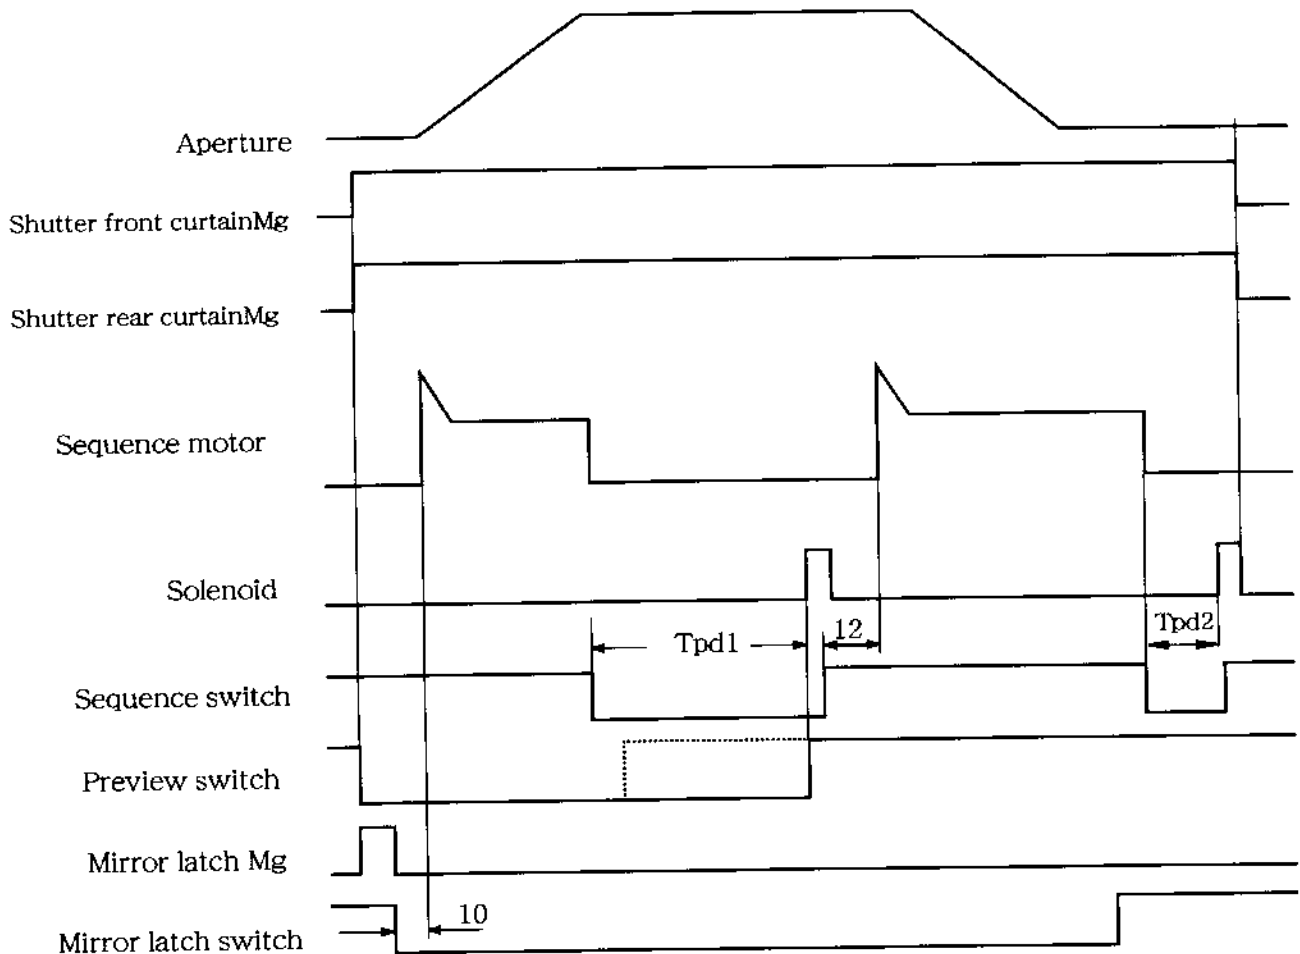 Aperture
Shutter front curtainMg
Shutter rear curtainMg
Sequence motor
Solenoid
Tpd1
12
Tpd2
Sequence switch
Preview switch
Mirror latch Mg
10
Mirror latch switch